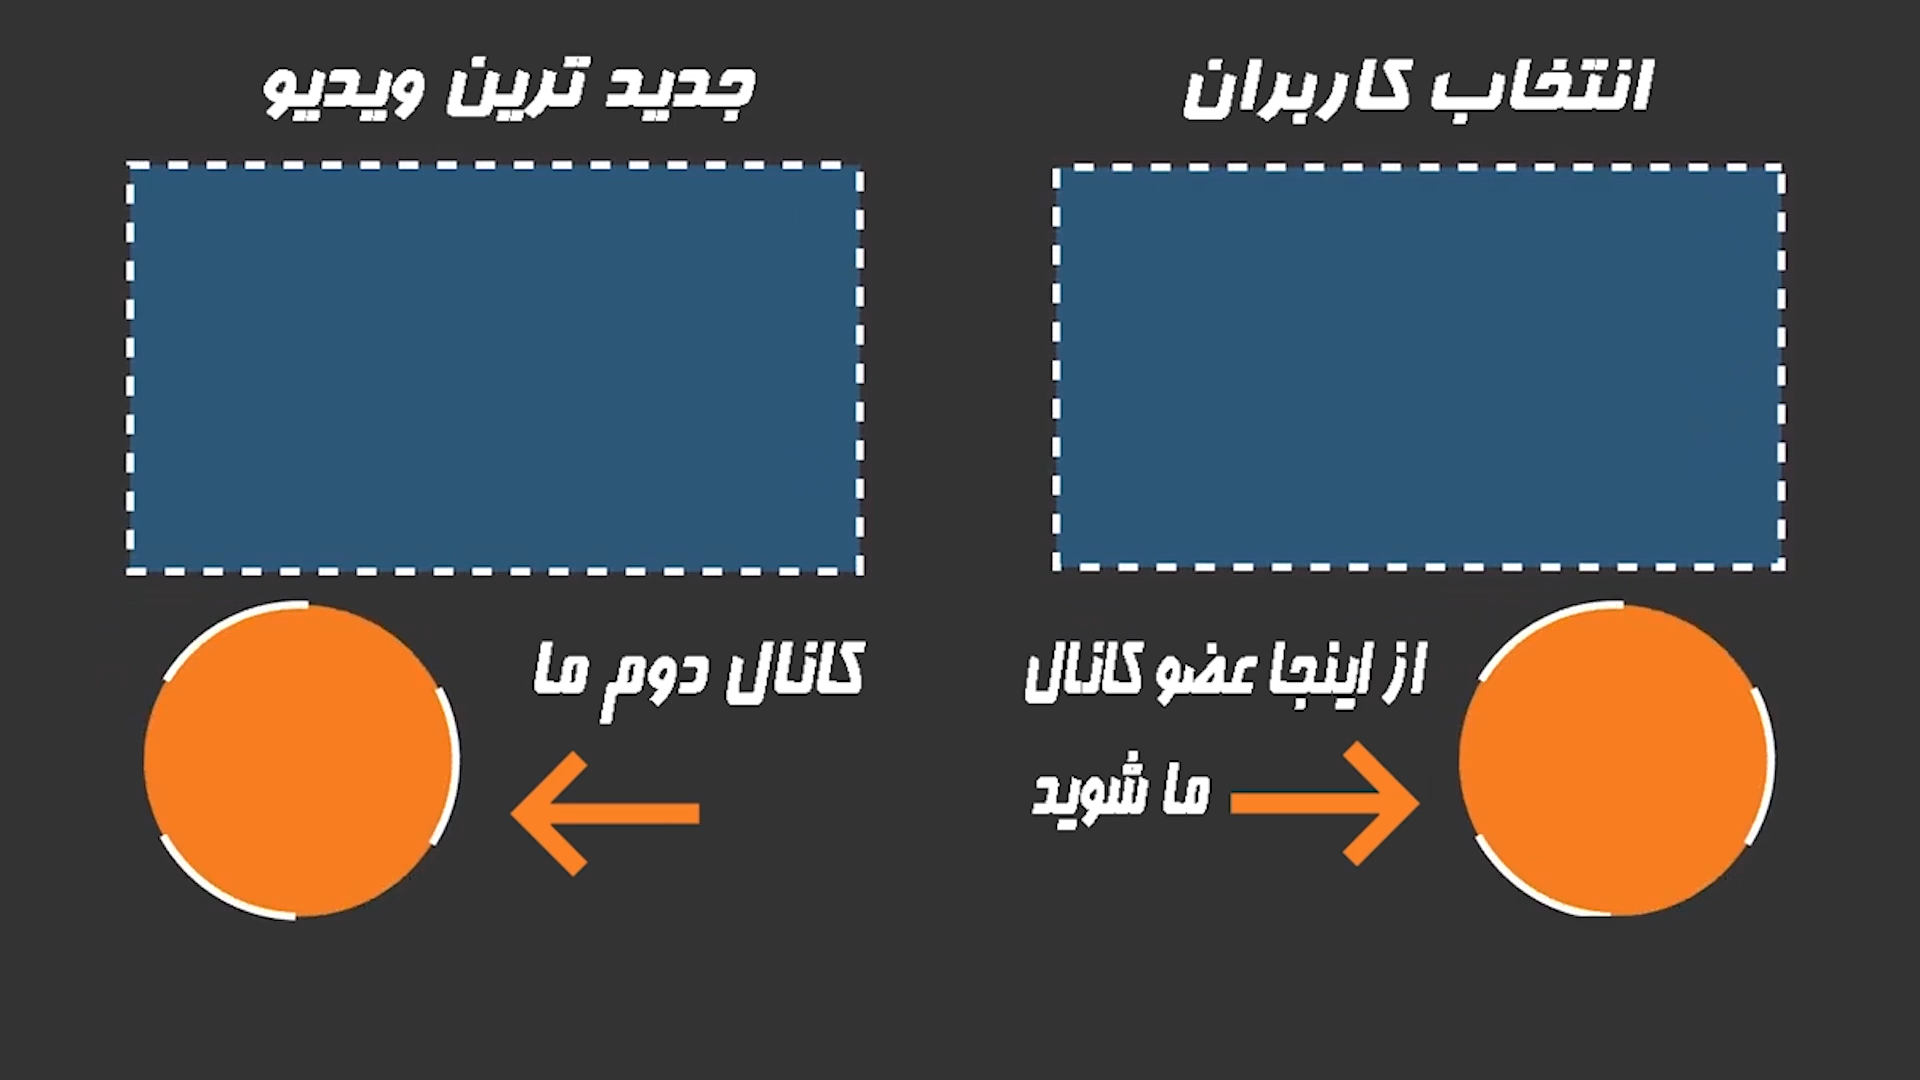 انتخاب کاربران
جدید ترین ویدیو
از اینجا عضو کانال
ما شوید
کانال دوم ما